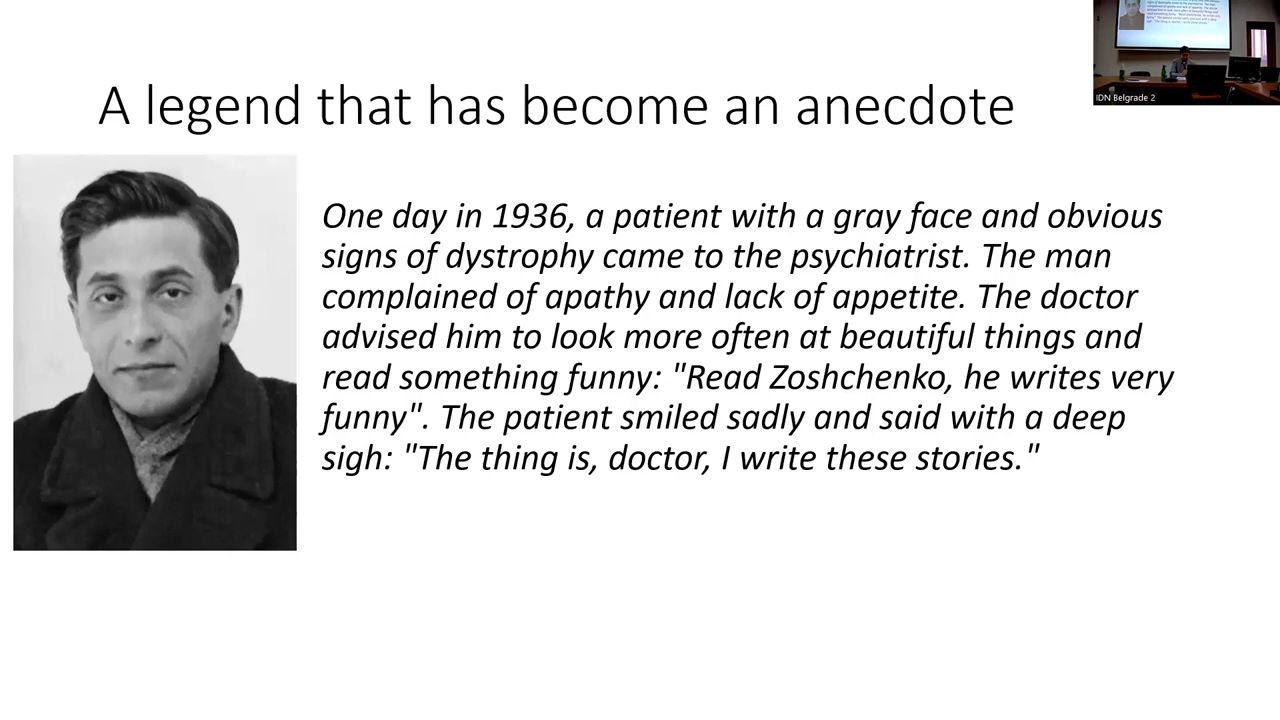 A legend that has become an anecdote
One day in 1936, a patient with a gray face and obvious
signs of dystrophy came to the psychiatrist. The man
complained of apathy and lack of appetite. The doctor
advised him to look more often at beautiful things and
read something funny: "Read Zoshchenko, he writes very
funny". The patient smiled sadly and said with a deep
sigh: "The thing is, doctor, I write these stories."
IDN Belgrade 2